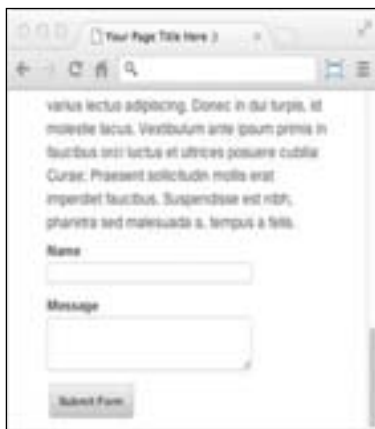 Your Page Title Here :)
varius lectus adipiscing. Donec in dui turpis, id
molestie lacus. Vestibulum ante ipsum primis in
faucibus orci luctus et ultrices posuere cubilia
Curae; Praesent sollicitudin mollis erat
imperdiet faucibus. Suspendisse est nibh,
pharetra sed malesuada a, tempus a felis.
Name
Message
Submit Form